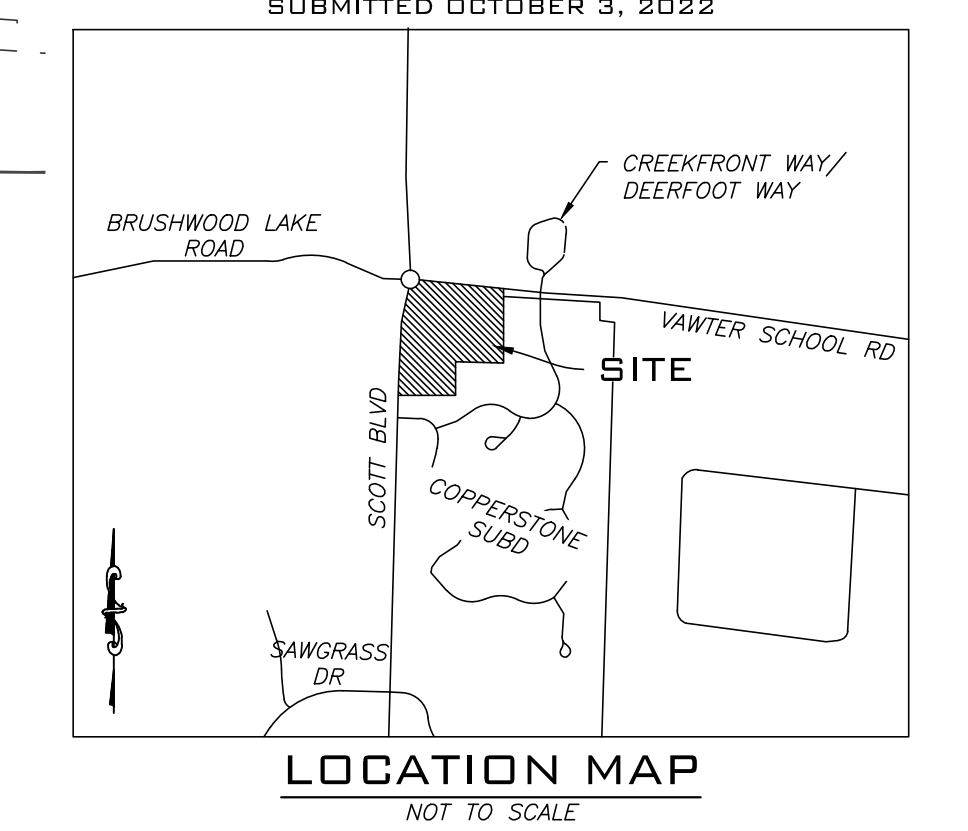 SUBMITTED OCTOBER 3, 2022
CREEKFRONT WAY/
DEERFOOT WAY
BRUSHWOOD LAKE
ROAD
VAWTER SCHOOL RD
SITE
SCOTT BLVD
COPPERSTONE
SUBD
SAWGRASS
DR
LOCATION MAP
NOT TO SCALE